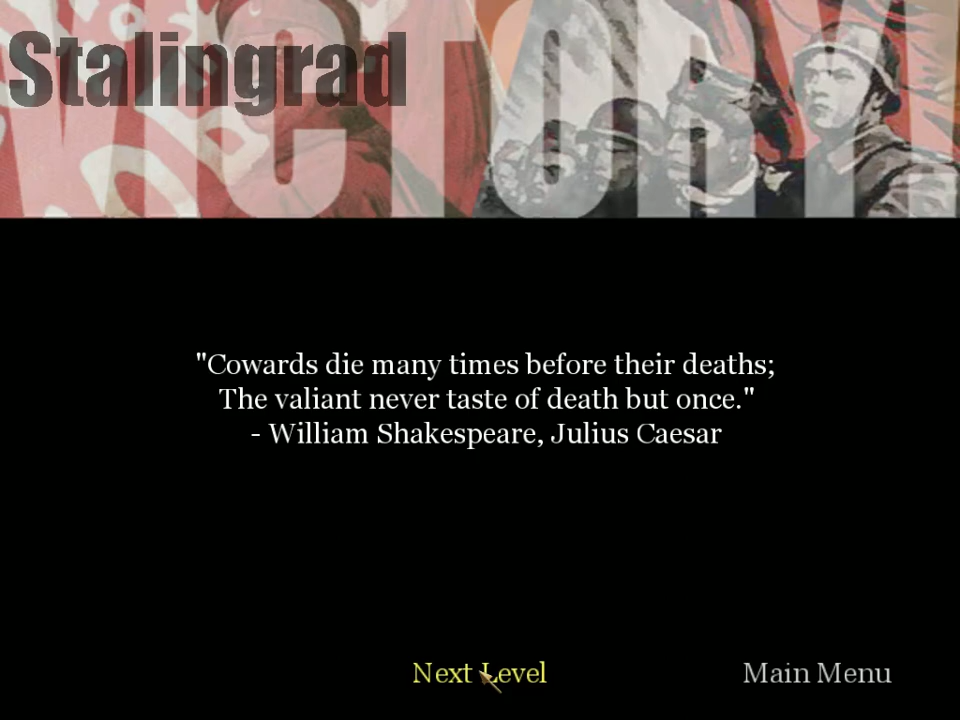 VICTORY!
Stalingrad
"Cowards die many times before their deaths;
The valiant never taste of death but once."
- William Shakespeare, Julius Caesar
Next Level
Main Menu